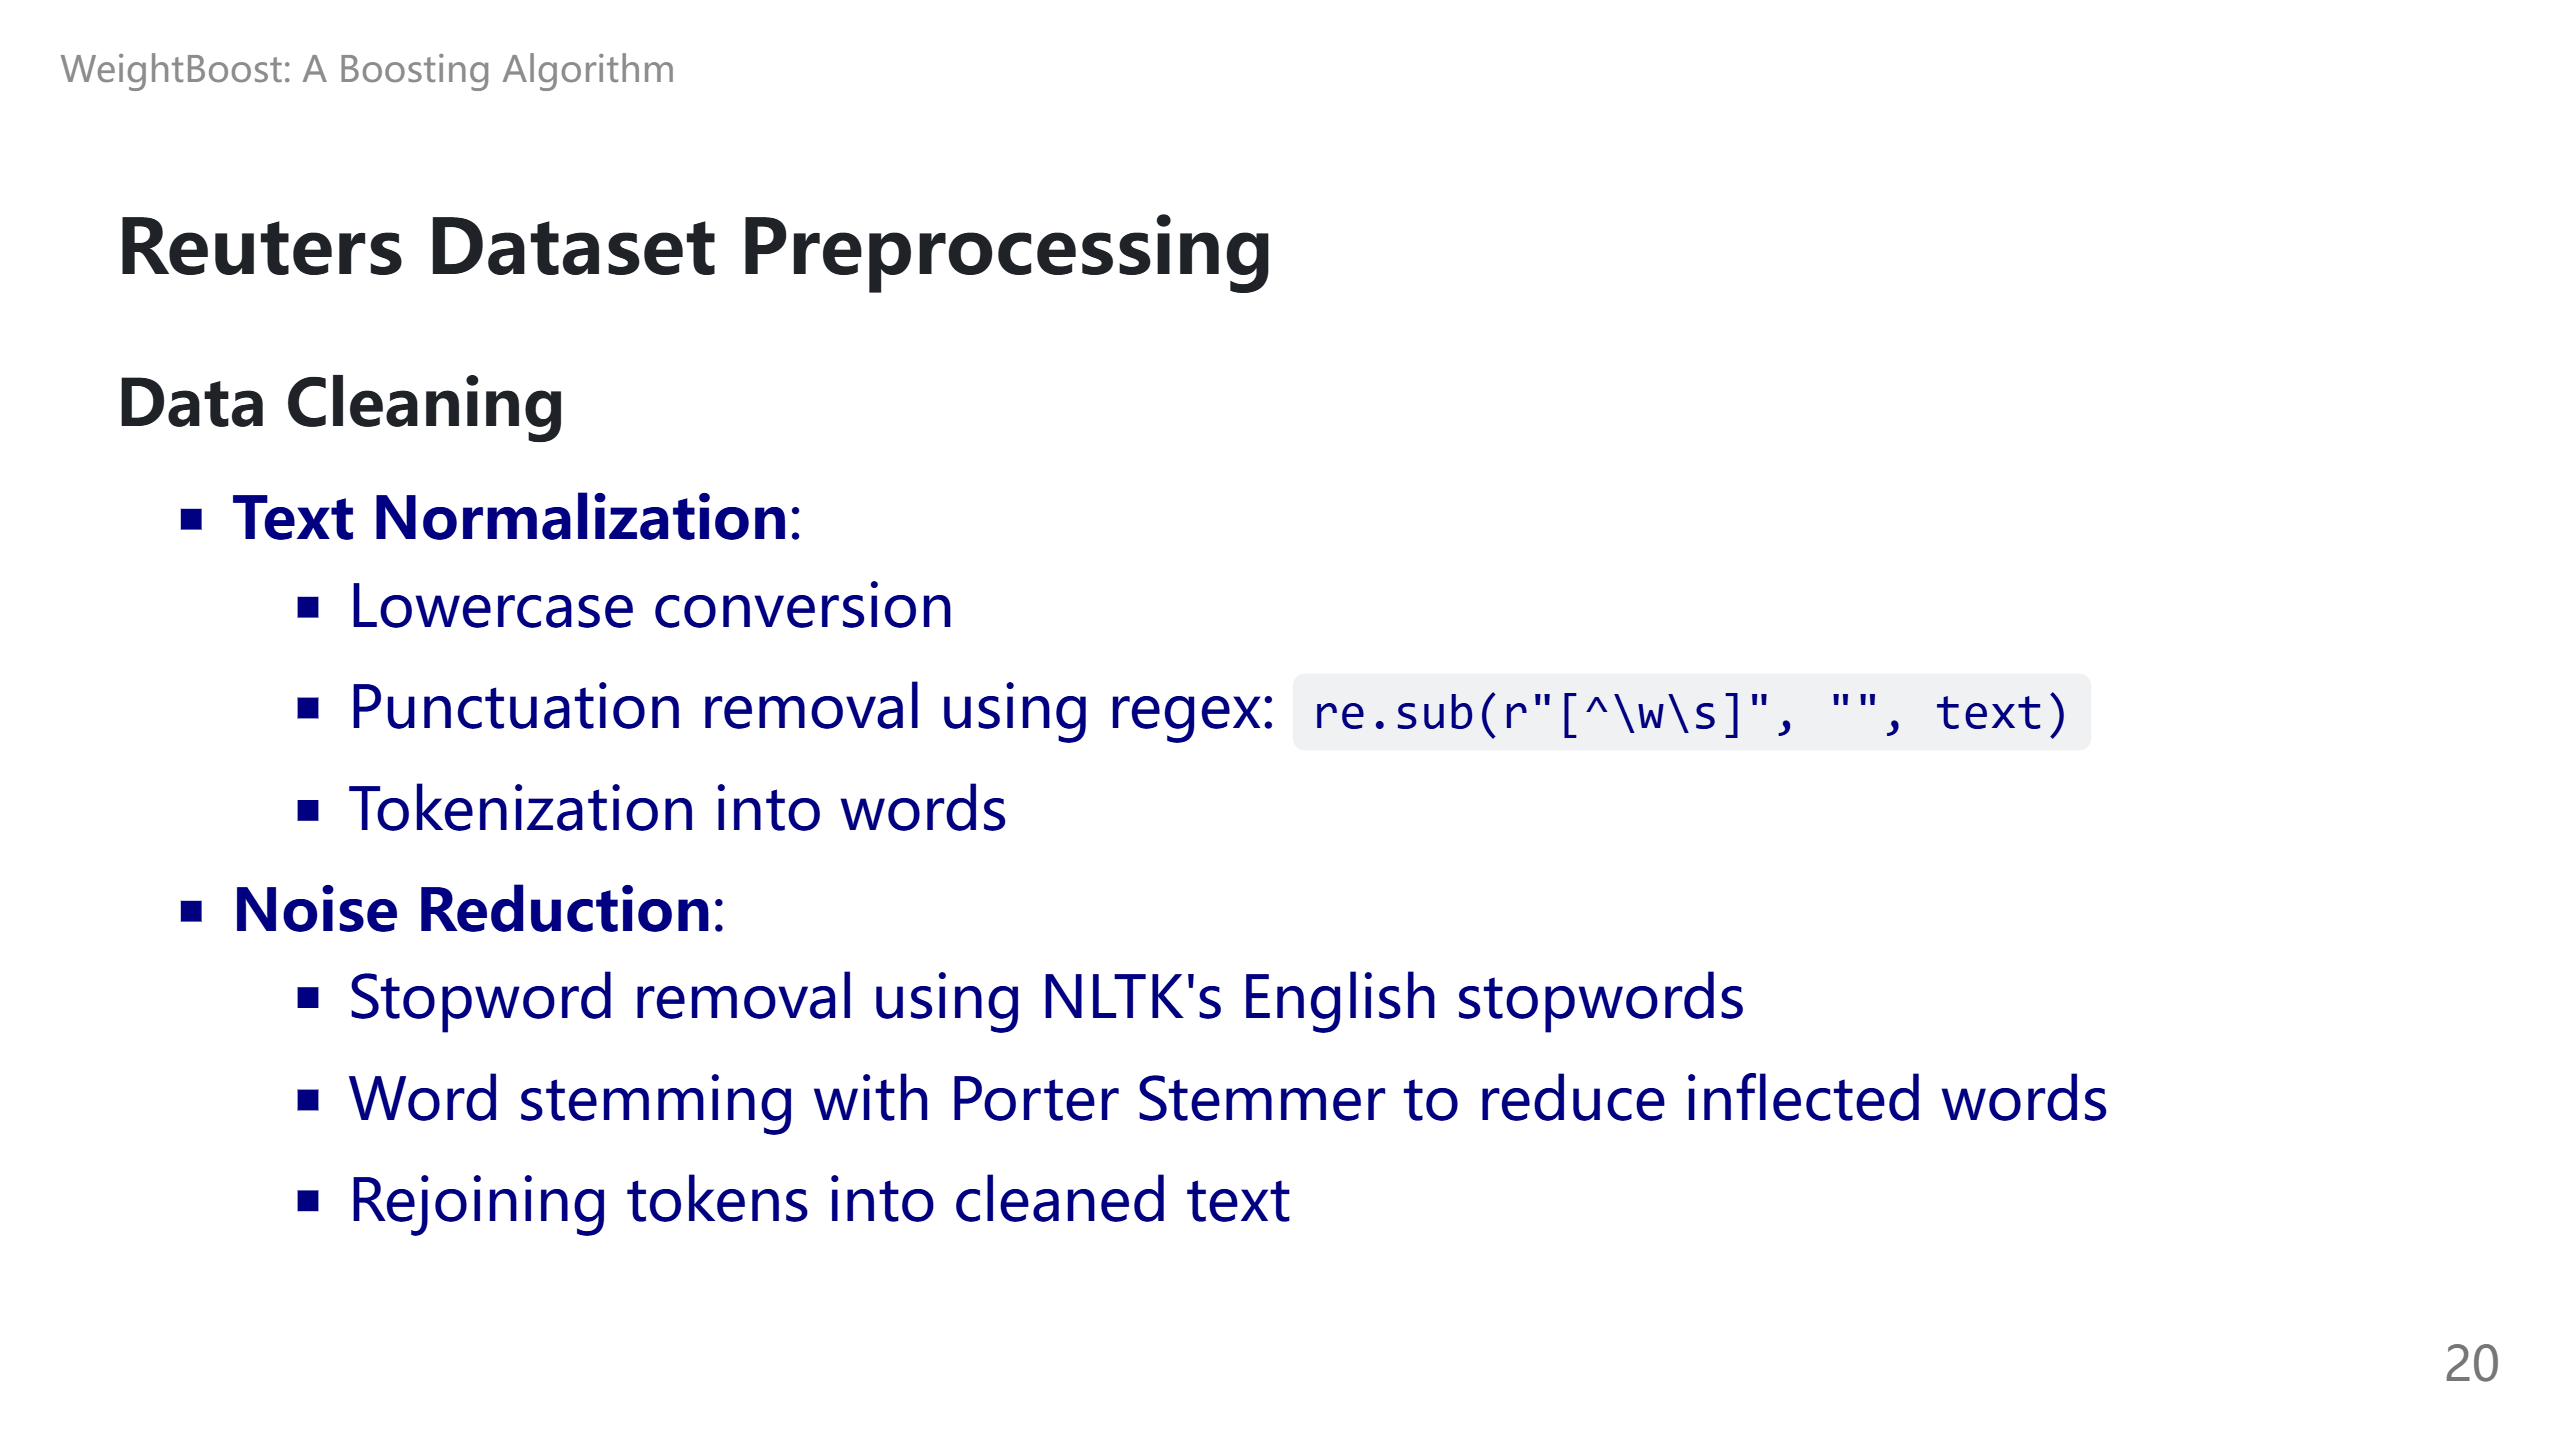 WeightBoost: A Boosting Algorithm
Reuters Dataset Preprocessing
Data Cleaning
Text Normalization:
Lowercase conversion
Punctuation removal using regex: re.sub(r"[^\w\s]", "", text)
Tokenization into words
Noise Reduction:
Stopword removal using NLTK's English stopwords
Word stemming with Porter Stemmer to reduce inflected words
Rejoining tokens into cleaned text
20